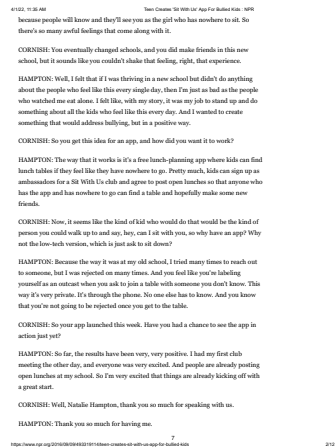 4/1/22, 11:35 AM Teen Creates 'Sit With Us' App For Bullied Kids : NPR
because people will know and they'll see you as the girl who has nowhere to sit. So
there's so many awful feelings that come along with it.
CORNISH: You eventually changed schools, and you did make friends in this new
school, but it sounds like you couldn't shake that feeling, right, that experience.
HAMPTON: Well, I felt that if I was thriving in a new school but didn't do anything
about the people who feel like this every single day, then I'm just as bad as the people
who watched me eat alone. I felt like, with my story, it was my job to stand up and do
something about all the kids who feel like this every day. And I wanted to create
something that would address bullying, but in a positive way.
CORNISH: So you get this idea for an app, and how did you want it to work?
HAMPTON: The way that it works is it's a free lunch-planning app where kids can find
lunch tables if they feel like they have nowhere to go. Pretty much, kids can sign up as
ambassadors for a Sit With Us club and agree to post open lunches so that anyone who
has the app and has nowhere to go can find a table and hopefully make some new
friends.
CORNISH: Now, it seems like the kind of kid who would do that would be the kind of
person you could walk up to and say, hey, can I sit with you, so why have an app? Why
not the low-tech version, which is just ask to sit down?
HAMPTON: Because the way it was at my old school, I tried many times to reach out
to someone, but I was rejected on many times. And you feel like you're labeling
yourself as an outcast when you ask to join a table with someone you don't know. This
way it's very private. It's through the phone. No one else has to know. And you know
that you're not going to be rejected once you get to the table.
CORNISH: So your app launched this week. Have you had a chance to see the app in
action just yet?
HAMPTON: So far, the results have been very, very positive. I had my first club
meeting the other day, and everyone was very excited. And people are already posting
open lunches at my school. So I'm very excited that things are already kicking off with
a great start.
CORNISH: Well, Natalie Hampton, thank you so much for speaking with us.
HAMPTON: Thank you so much for having me.
7
https://www.npr.org/2016/09/09/493319114/teen-creates-sit-with-us-app-for-bullied-kids 2/12